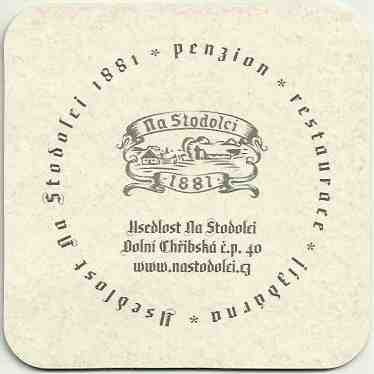 Usedlost Na Stodolci 1881 * penzion * restaurace * jízdárna *
Na Stodolci
1881
Usedlost Na Stodolci
Dolní Chřibská č.p. 40
www.nastodolci.cz